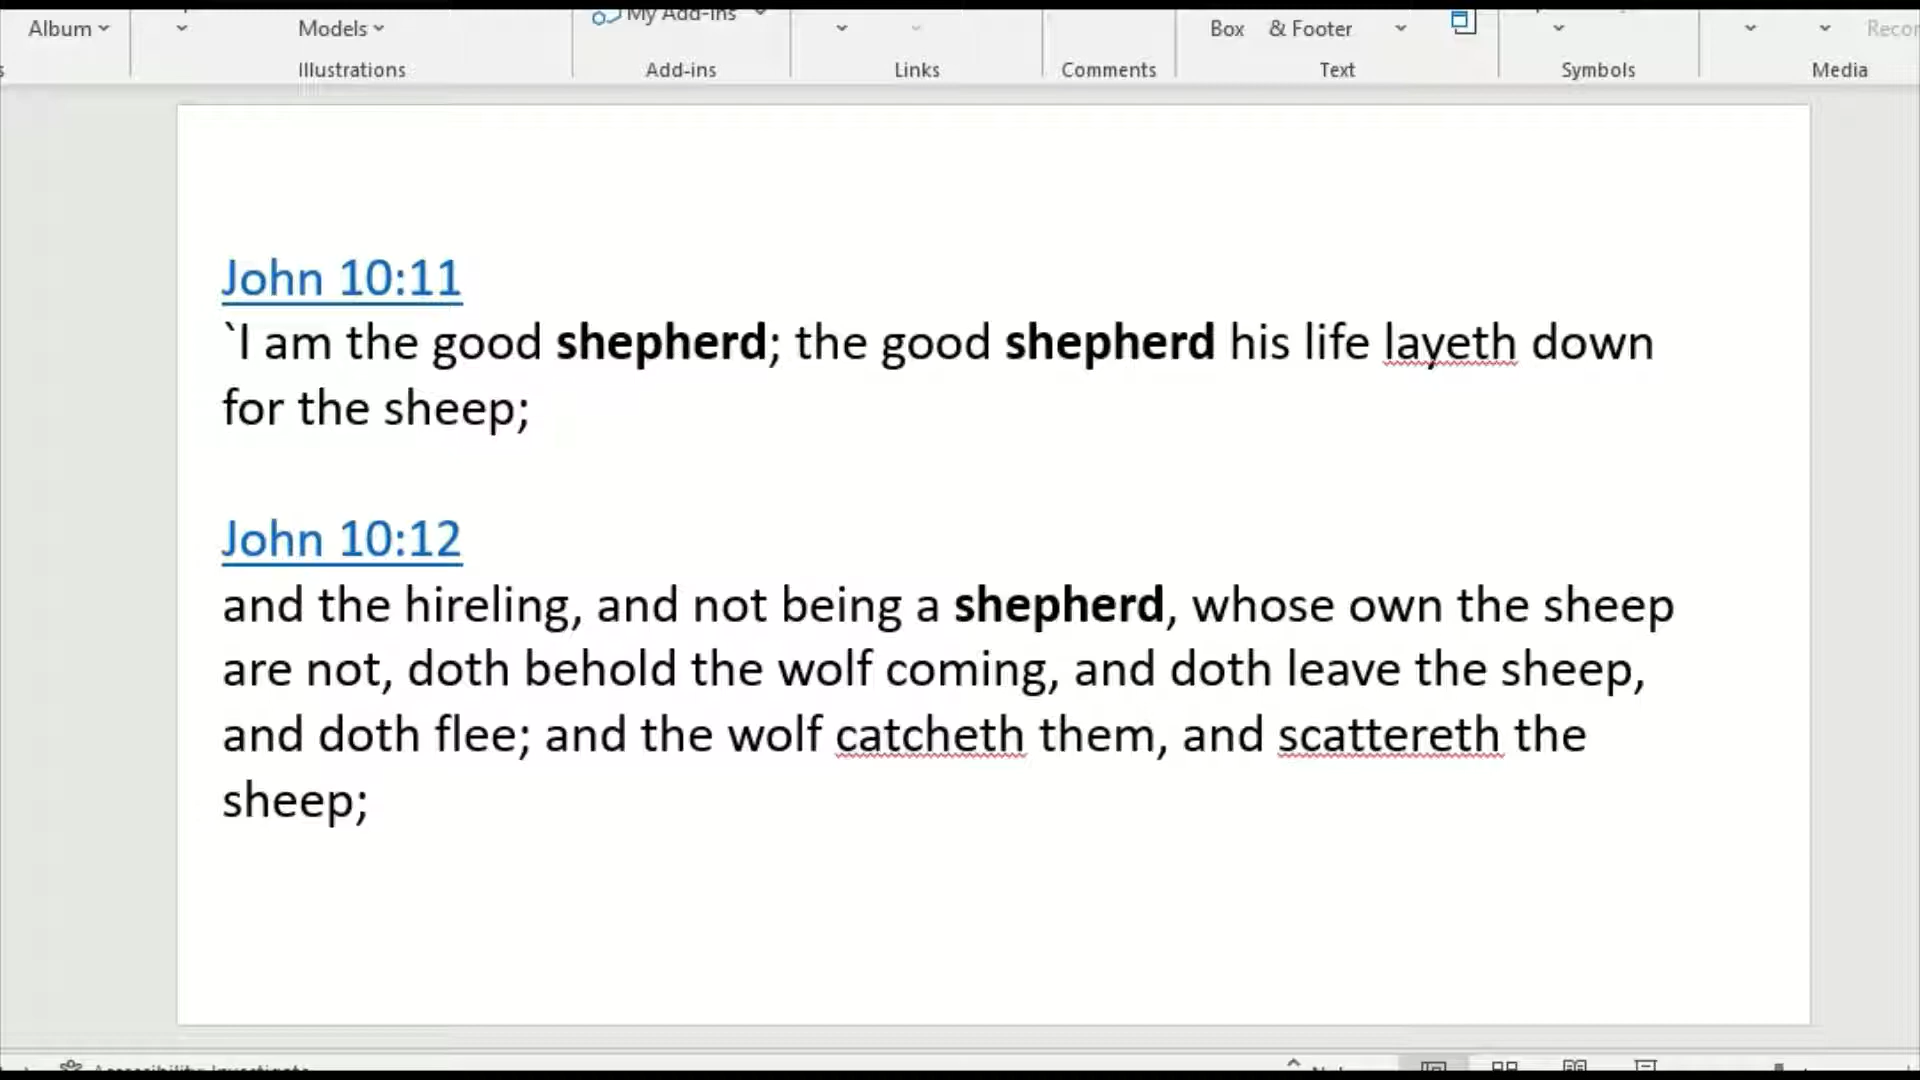 Album Models My Add-ins Box & Footer
Illustrations Add-ins Links Comments Text Symbols Media
John 10:11
`I am the good shepherd; the good shepherd his life layeth down
for the sheep;
John 10:12
and the hireling, and not being a shepherd, whose own the sheep
are not, doth behold the wolf coming, and doth leave the sheep,
and doth flee; and the wolf catcheth them, and scattereth the
sheep;
Accessibility: Investigate